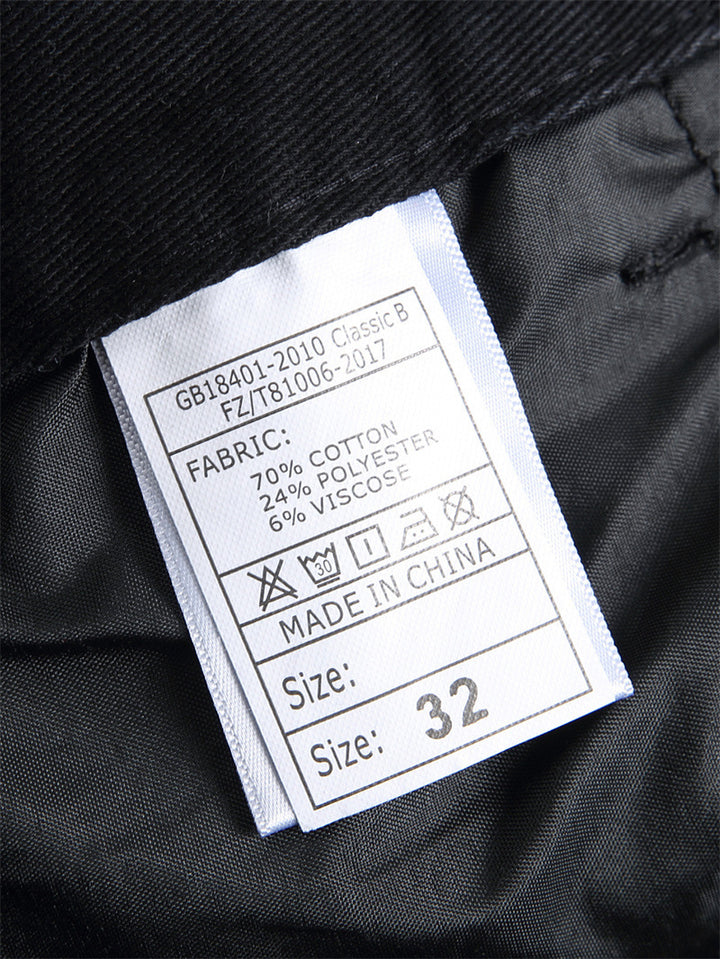 GB18401-2010 Classic B
FZ/T81006-2017
FABRIC:
70% COTTON
24% POLYESTER
6% VISCOSE
30
MADE IN CHINA
Size:
Size: 32